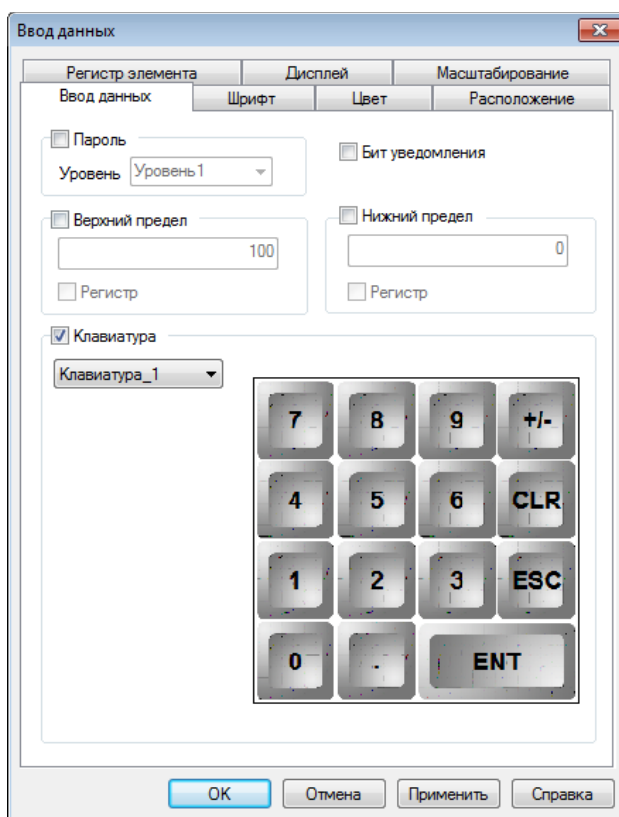 Ввод данных
Регистр элемента Дисплей Масштабирование
Ввод данных Шрифт Цвет Расположение
Пароль
Бит уведомления
Уровень Уровень1
Верхний предел Нижний предел
100 0
Регистр Регистр
Клавиатура
Клавиатура_1
7 8 9 +/-
4 5 6 CLR
1 2 3 ESC
0 . ENT
OK Отмена Применить Справка